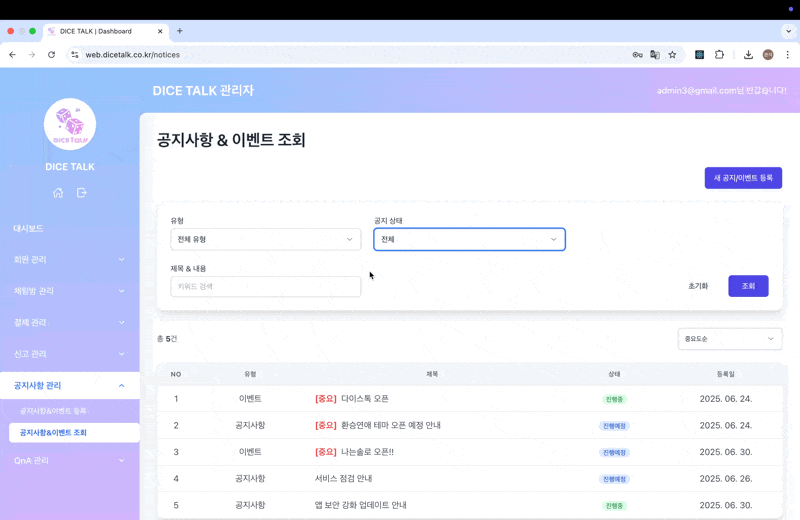 DICE TALK | Dashboard
web.dicetalk.co.kr/notices
DICE TALK 관리자
admin3@gmail.com님 반갑습니다!
DICE TALK
DICE TALK
대시보드
회원 관리
채팅방 관리
결제 관리
신고 관리
공지사항 관리
공지사항&이벤트 등록
공지사항&이벤트 조회
QnA 관리
공지사항 & 이벤트 조회
새 공지/이벤트 등록
유형
공지 상태
전체 유형
전체
제목 & 내용
키워드 검색
초기화
조회
총 5건
중요도순
NO 유형 제목 상태 등록일
1 이벤트 [중요] 다이스톡 오픈 진행중 2025. 06. 24.
2 공지사항 [중요] 환승연애 테마 오픈 예정 안내 진행예정 2025. 06. 24.
3 이벤트 [중요] 나는솔로 오픈!! 진행예정 2025. 06. 30.
4 공지사항 서비스 점검 안내 진행예정 2025. 06. 26.
5 공지사항 앱 보안 강화 업데이트 안내 진행중 2025. 06. 30.